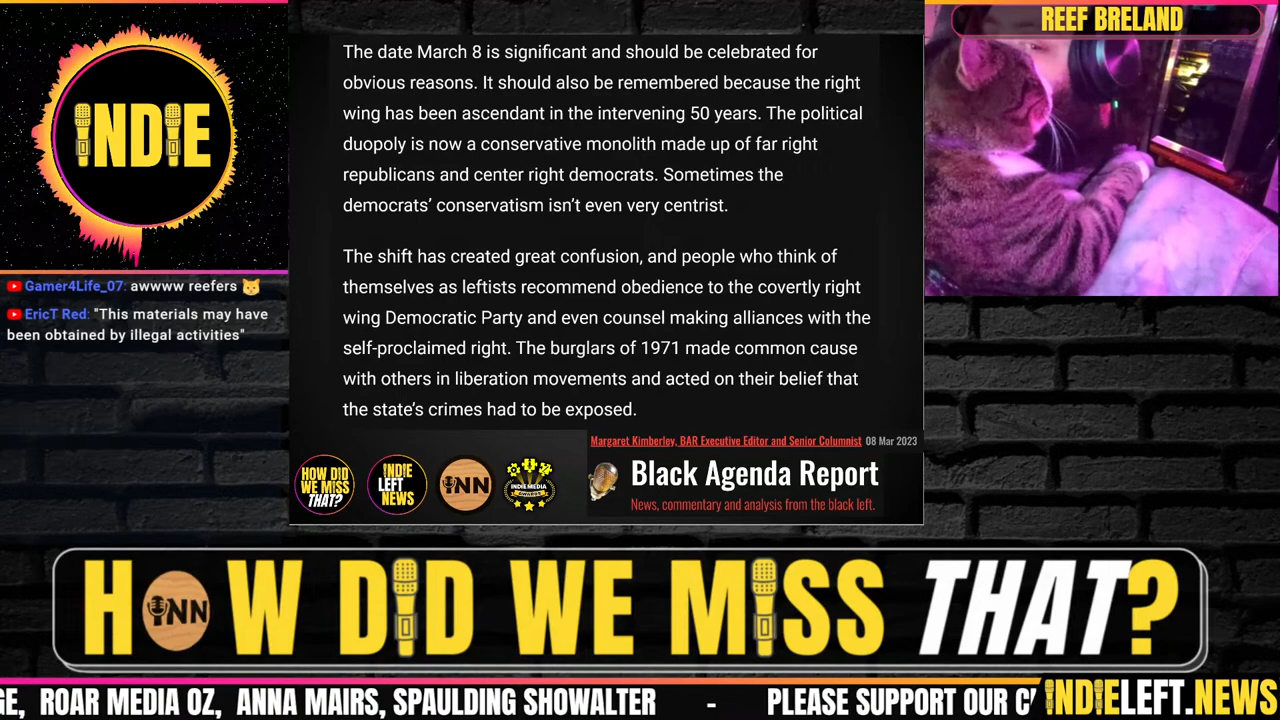 INDIE
REEF BRELAND
The date March 8 is significant and should be celebrated for
obvious reasons. It should also be remembered because the right
wing has been ascendant in the intervening 50 years. The political
duopoly is now a conservative monolith made up of far right
republicans and center right democrats. Sometimes the
democrats' conservatism isn't even very centrist.
The shift has created great confusion, and people who think of
themselves as leftists recommend obedience to the covertly right
wing Democratic Party and even counsel making alliances with the
self-proclaimed right. The burglars of 1971 made common cause
with others in liberation movements and acted on their belief that
the state's crimes had to be exposed.
Gamer4Life_07: awwww reefers
EricT Red: "This materials may have
been obtained by illegal activities"
Margaret Kimberley, BAR Executive Editor and Senior Columnist 08 Mar 2023
Black Agenda Report
News, commentary and analysis from the black left.
HOW DID
WE MISS
THAT?
INDIE
LEFT
NEWS
INN
INDIE MEDIA
AWARDS
HOW DID WE MISS THAT?
INN
GE, ROAR MEDIA OZ, ANNA MAIRS, SPAULDING SHOWALTER - PLEASE SUPPORT OUR
INDIELEFT.NEWS